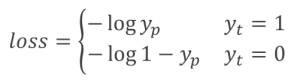 loss = { − log y_p    y_t = 1
− log 1 − y_p    y_t = 0